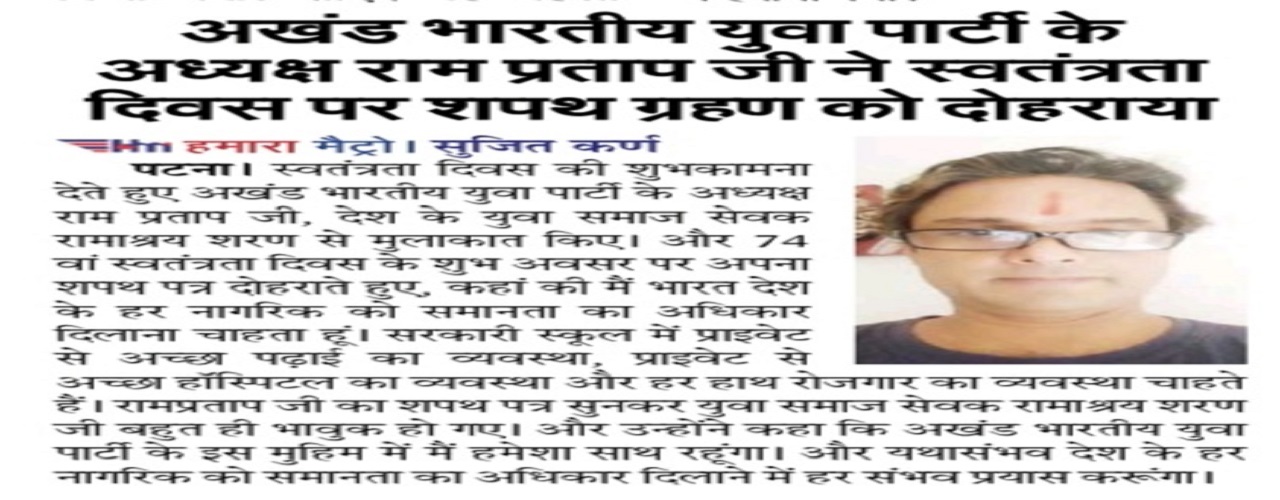 अखंड भारतीय युवा पार्टी के
अध्यक्ष राम प्रताप जी ने स्वतंत्रता
दिवस पर शपथ ग्रहण को दोहराया
Hm हमारा मैट्रो। सुजित कर्ण
पटना। स्वतंत्रता दिवस की शुभकामना
देते हुए अखंड भारतीय युवा पार्टी के अध्यक्ष
राम प्रताप जी, देश के युवा समाज सेवक
रामाश्रय शरण से मुलाकात किए। और 74
वां स्वतंत्रता दिवस के शुभ अवसर पर अपना
शपथ पत्र दोहराते हुए, कहां की मैं भारत देश
के हर नागरिक को समानता का अधिकार
दिलाना चाहता हूं। सरकारी स्कूल में प्राइवेट
से अच्छा पढ़ाई का व्यवस्था, प्राइवेट से
अच्छा हॉस्पिटल का व्यवस्था और हर हाथ रोजगार का व्यवस्था चाहते
हैं। रामप्रताप जी का शपथ पत्र सुनकर युवा समाज सेवक रामाश्रय शरण
जी बहुत ही भावुक हो गए। और उन्होंने कहा कि अखंड भारतीय युवा
पार्टी के इस मुहिम में मैं हमेशा साथ रहूंगा। और यथासंभव देश के हर
नागरिक को समानता का अधिकार दिलाने में हर संभव प्रयास करूंगा।